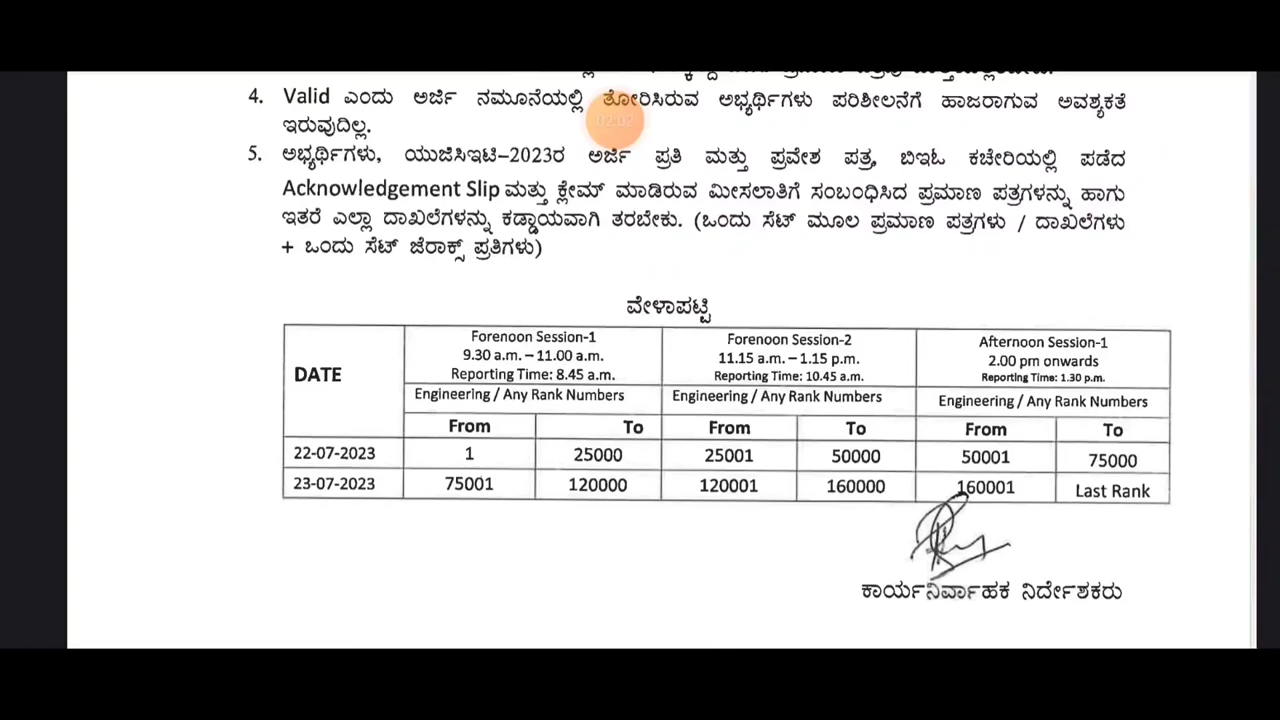 4. Valid ಎಂದು ಅರ್ಜಿ ನಮೂನೆಯಲ್ಲಿ ತೋರಿಸಿರುವ ಅಭ್ಯರ್ಥಿಗಳು ಪರಿಶೀಲನೆಗೆ ಹಾಜರಾಗುವ ಅವಶ್ಯಕತೆ
ಇರುವುದಿಲ್ಲ.
02:02
5. ಅಭ್ಯರ್ಥಿಗಳು, ಯುಜಿಸಿಇಟಿ-2023ರ ಅರ್ಜಿ ಪ್ರತಿ ಮತ್ತು ಪ್ರವೇಶ ಪತ್ರ, ಬಿಇಓ ಕಚೇರಿಯಲ್ಲಿ ಪಡೆದ
Acknowledgement Slip ಮತ್ತು ಕ್ಲೇಮ್ ಮಾಡಿರುವ ಮೀಸಲಾತಿಗೆ ಸಂಬಂಧಿಸಿದ ಪ್ರಮಾಣ ಪತ್ರಗಳನ್ನು ಹಾಗು
ಇತರೆ ಎಲ್ಲಾ ದಾಖಲೆಗಳನ್ನು ಕಡ್ಡಾಯವಾಗಿ ತರಬೇಕು. (ಒಂದು ಸೆಟ್ ಮೂಲ ಪ್ರಮಾಣ ಪತ್ರಗಳು / ದಾಖಲೆಗಳು
+ ಒಂದು ಸೆಟ್ ಜೆರಾಕ್ಸ್ ಪ್ರತಿಗಳು)
ವೇಳಾಪಟ್ಟಿ
DATE
Forenoon Session-1
9.30 a.m. – 11.00 a.m.
Reporting Time: 8.45 a.m.
Forenoon Session-2
11.15 a.m. – 1.15 p.m.
Reporting Time: 10.45 a.m.
Afternoon Session-1
2.00 pm onwards
Reporting Time: 1.30 p.m.
Engineering / Any Rank Numbers Engineering / Any Rank Numbers Engineering / Any Rank Numbers
From To From To From To
22-07-2023 1 25000 25001 50000 50001 75000
23-07-2023 75001 120000 120001 160000 160001 Last Rank
ಕಾರ್ಯನಿರ್ವಾಹಕ ನಿರ್ದೇಶಕರು